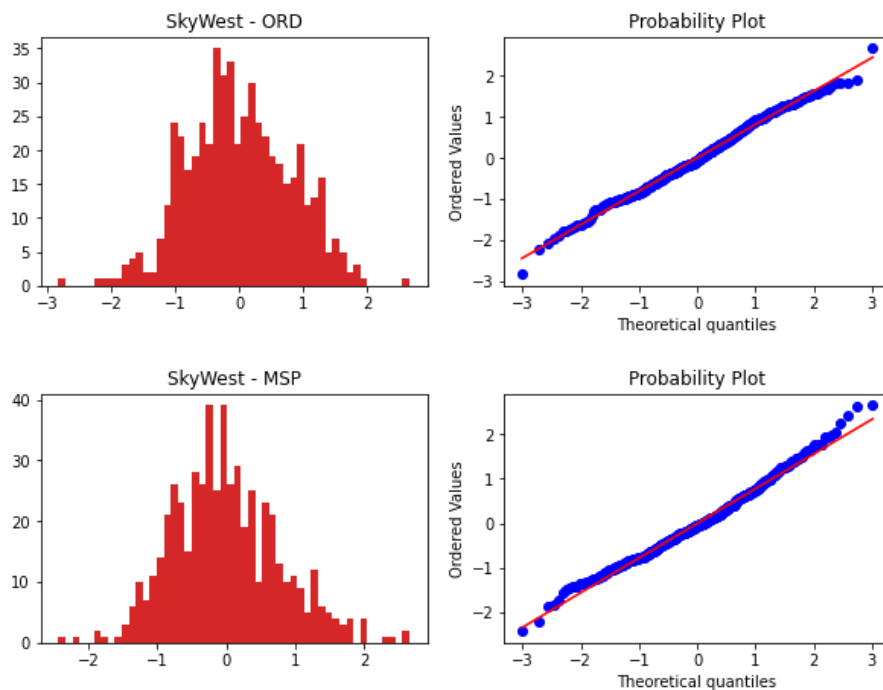 SkyWest - ORD
35
30
25
20
15
10
5
0
−3 −2 −1 0 1 2
Probability Plot
Ordered Values
2
1
0
−1
−2
−3
−3 −2 −1 0 1 2 3
Theoretical quantiles
SkyWest - MSP
40
30
20
10
0
−2 −1 0 1 2
Probability Plot
Ordered Values
2
1
0
−1
−2
−3 −2 −1 0 1 2 3
Theoretical quantiles